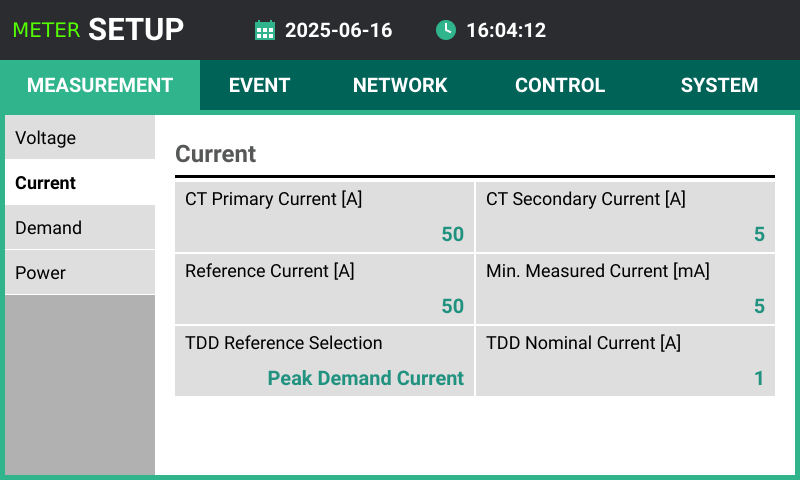 METER SETUP 2025-06-16 16:04:12
MEASUREMENT EVENT NETWORK CONTROL SYSTEM
Voltage
Current
Demand
Power
Current
CT Primary Current [A] CT Secondary Current [A]
50 5
Reference Current [A] Min. Measured Current [mA]
50 5
TDD Reference Selection TDD Nominal Current [A]
Peak Demand Current 1